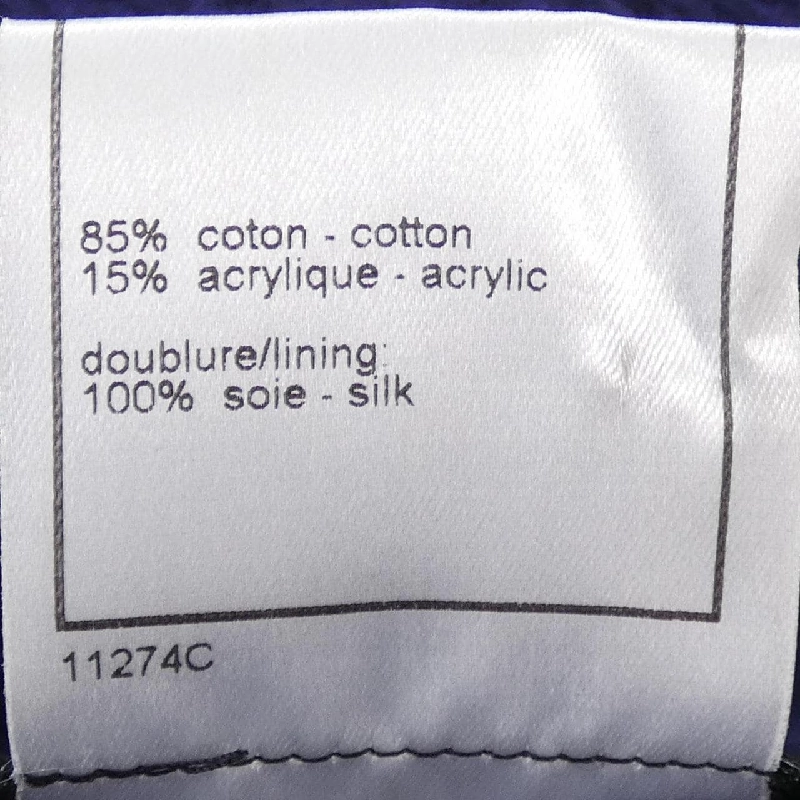 85% coton - cotton
15% acrylique - acrylic
doublure/lining:
100% soie - silk
11274C